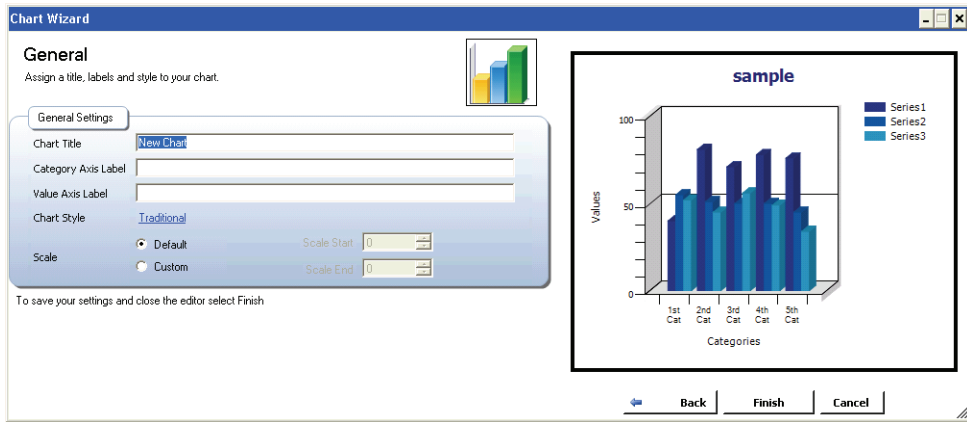 Chart Wizard
General
Assign a title, labels and style to your chart.
General Settings
Chart Title New Chart
Category Axis Label
Value Axis Label
Chart Style Traditional
Scale
Default Scale Start 0
Custom Scale End 0
To save your settings and close the editor select Finish
sample
Series1
Series2
Series3
Values
100
50
0
1st Cat 2nd Cat 3rd Cat 4th Cat 5th Cat
Categories
Back Finish Cancel